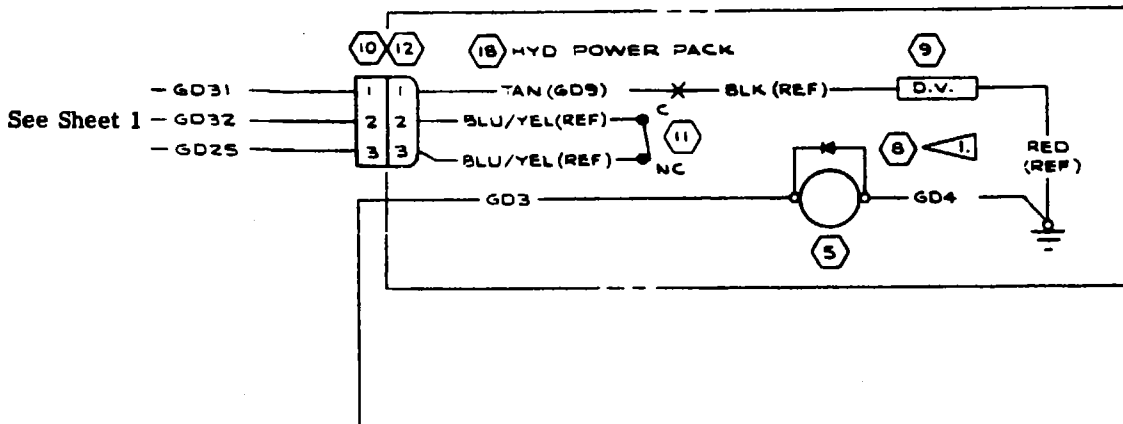 10 12 18 HYD POWER PACK 9
GD31 1 1 TAN (GD9) BLK (REF) D.V.
See Sheet 1 GD32 2 2 BLU/YEL (REF) C 11
GD25 3 3 BLU/YEL (REF) NC 8 1. RED (REF)
GD3 GD4
5